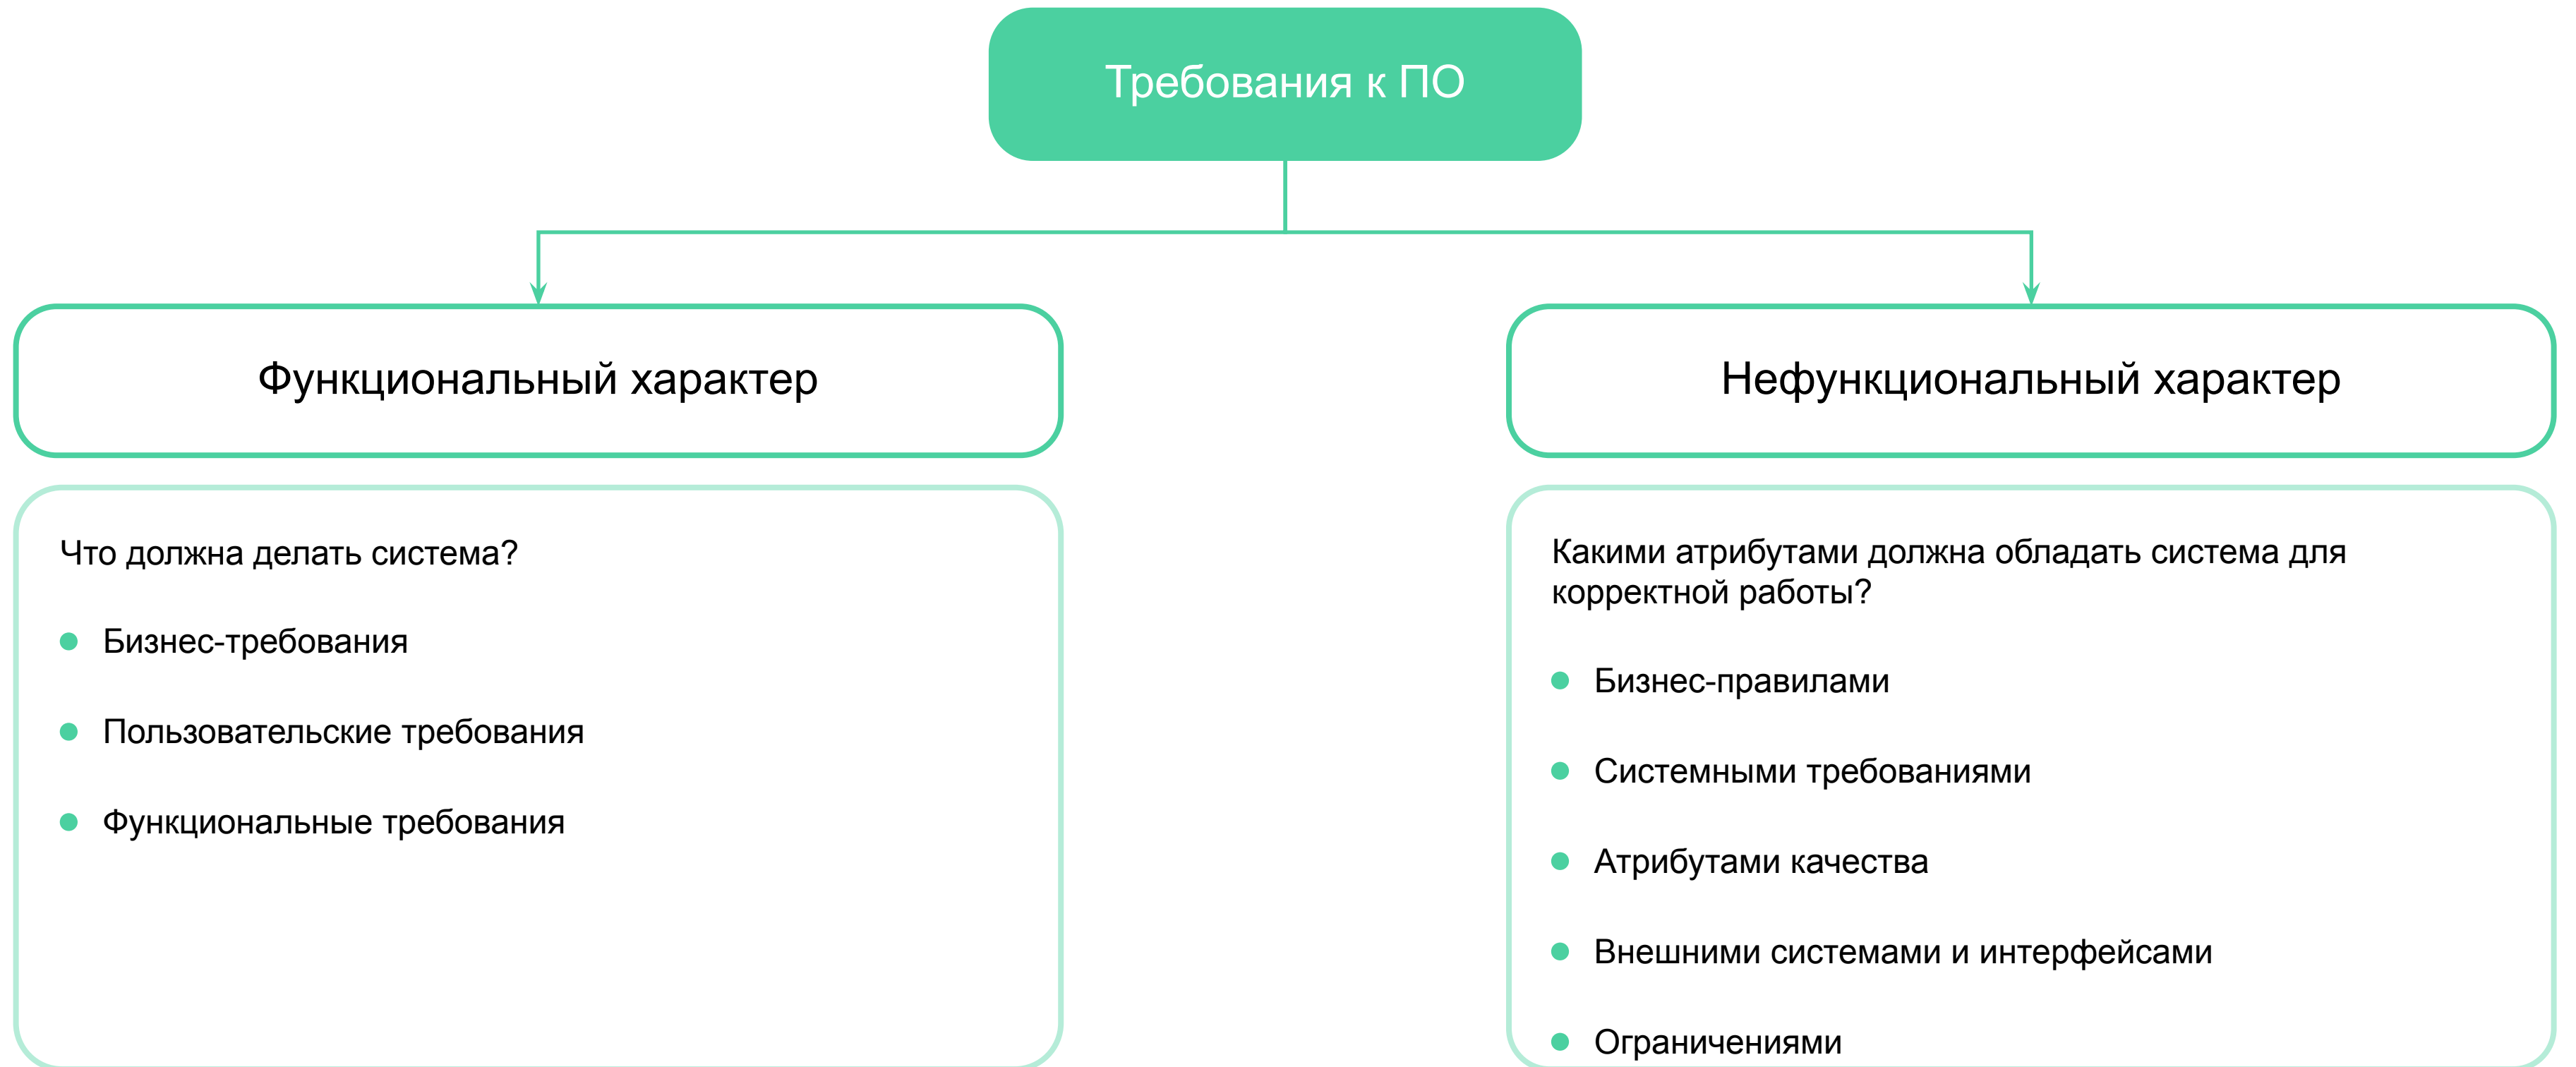 Требования к ПО
Функциональный характер
Что должна делать система?
Бизнес-требования
Пользовательские требования
Функциональные требования
Нефункциональный характер
Какими атрибутами должна обладать система для
корректной работы?
Бизнес-правилами
Системными требованиями
Атрибутами качества
Внешними системами и интерфейсами
Ограничениями